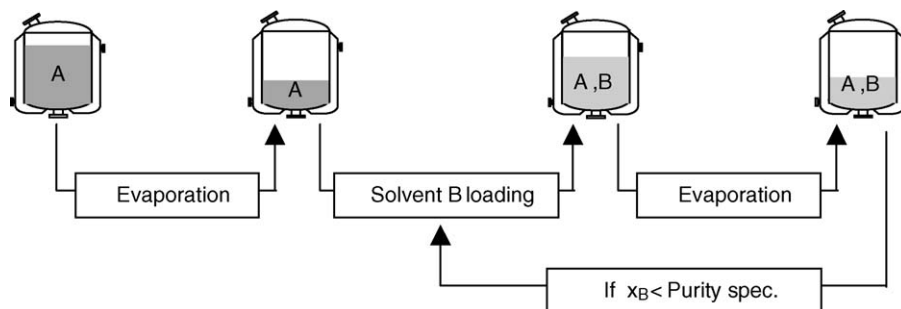 A
A
A ,B
A ,B
Evaporation
Solvent B loading
Evaporation
If xB< Purity spec.